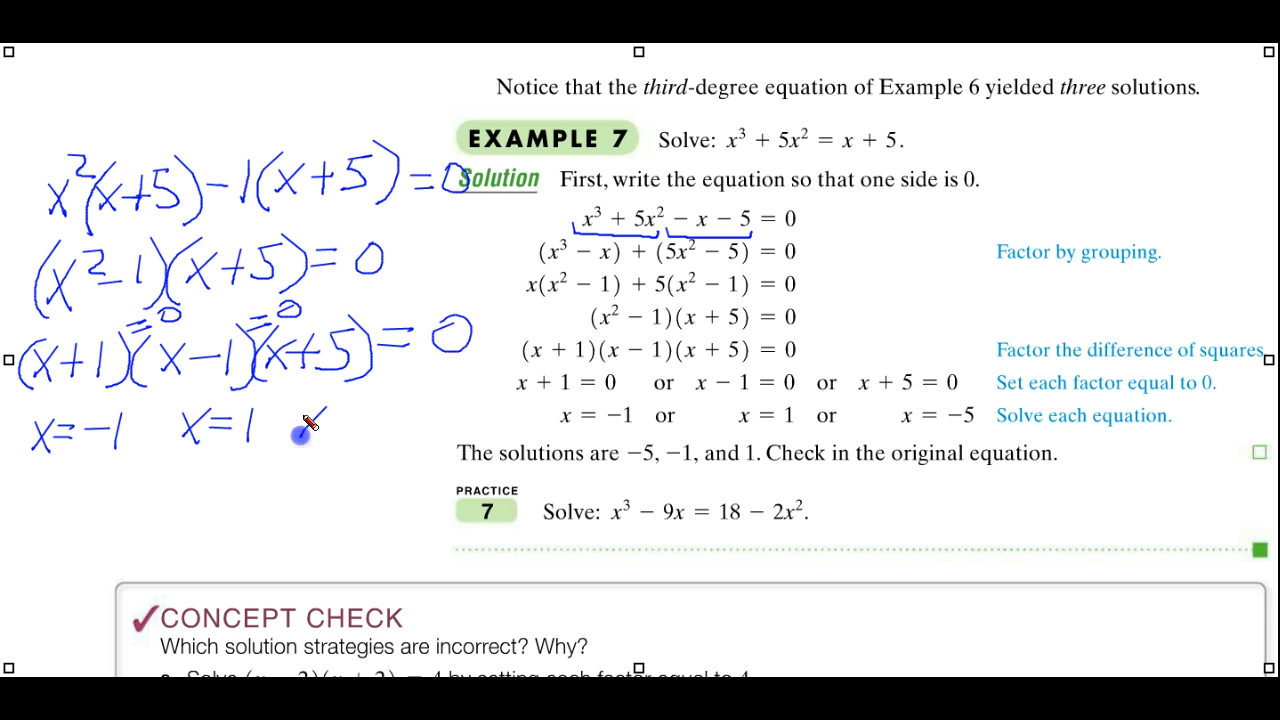 Notice that the third-degree equation of Example 6 yielded three solutions.
EXAMPLE 7 Solve: x³ + 5x² = x + 5.
Solution First, write the equation so that one side is 0.
x³ + 5x² − x − 5 = 0
(x³ − x) + (5x² − 5) = 0 Factor by grouping.
x(x² − 1) + 5(x² − 1) = 0
(x² − 1)(x + 5) = 0
(x + 1)(x − 1)(x + 5) = 0 Factor the difference of squares.
x + 1 = 0 or x − 1 = 0 or x + 5 = 0 Set each factor equal to 0.
x = −1 or x = 1 or x = −5 Solve each equation.
The solutions are −5, −1, and 1. Check in the original equation.
PRACTICE
7 Solve: x³ − 9x = 18 − 2x².
x²(x+5) − 1(x+5) = 0
(x² − 1)(x+5) = 0
=0 =0
(x+1)(x−1)(x+5) = 0
x = −1 x = 1 x
✓CONCEPT CHECK
Which solution strategies are incorrect? Why?